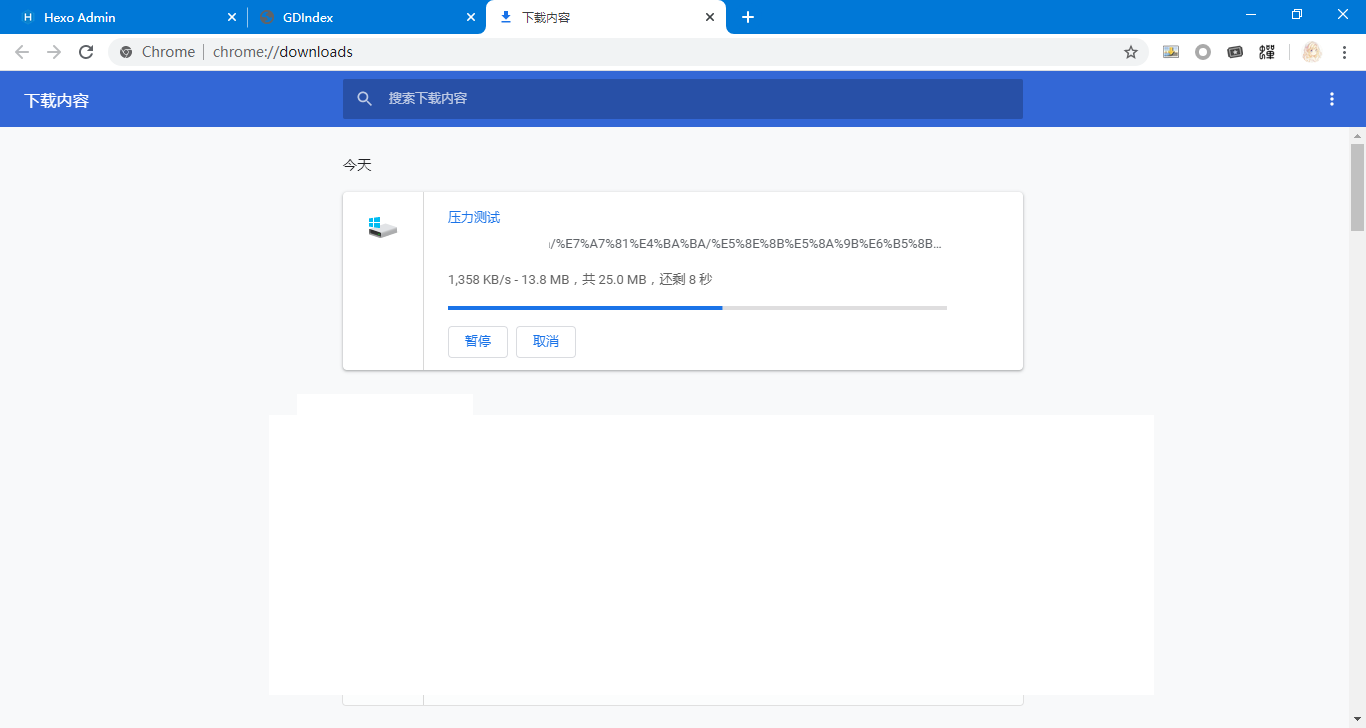 Hexo Admin
GDIndex
下载内容
Chrome
chrome://downloads
下载内容
搜索下载内容
今天
压力测试
/%E7%A7%81%E4%BA%BA/%E5%8E%8B%E5%8A%9B%E6%B5%8B...
1,358 KB/s - 13.8 MB，共 25.0 MB，还剩 8 秒
暂停
取消